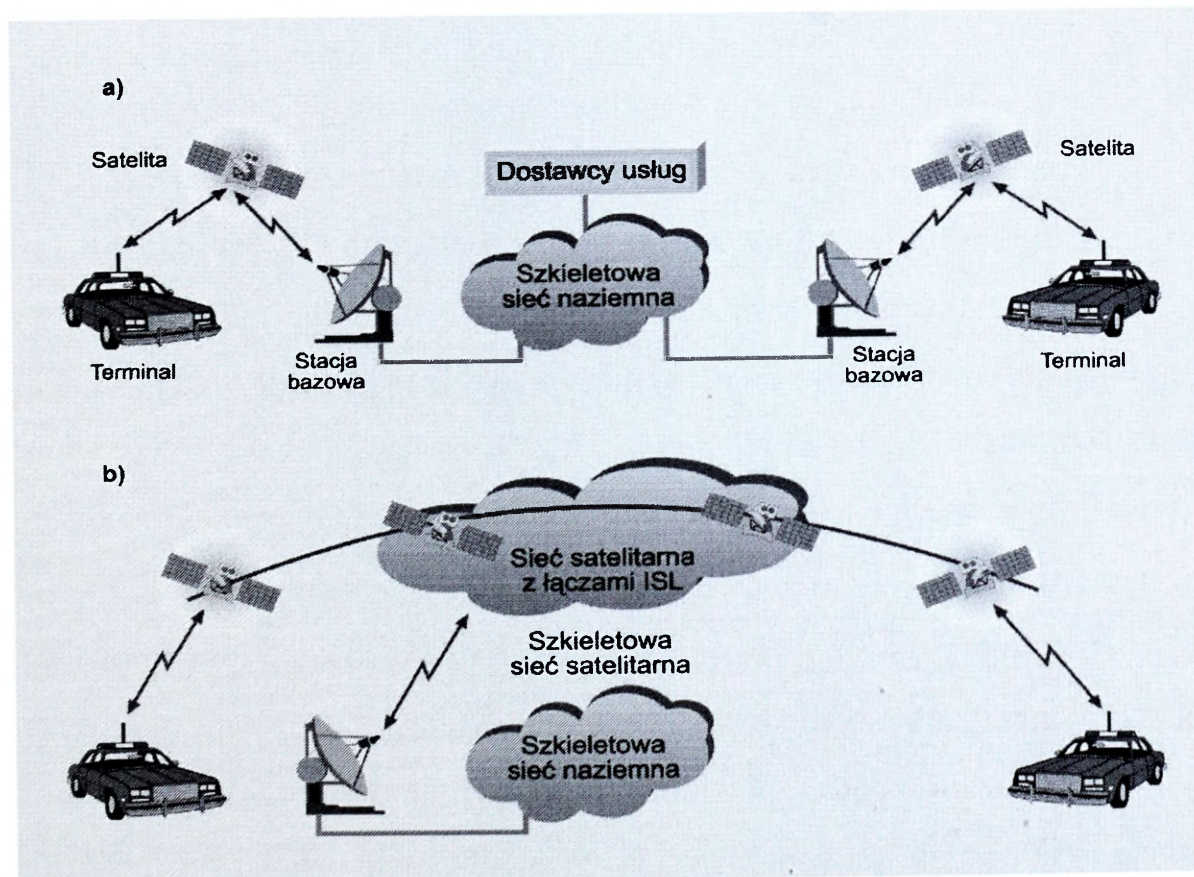 a)
Satelita
Dostawcy usług
Satelita
Szkieletowa
sieć naziemna
Terminal
Stacja
bazowa
Stacja
bazowa
Terminal
b)
Sieć satelitarna
z łączami ISL
Szkieletowa
sieć satelitarna
Szkieletowa
sieć naziemna